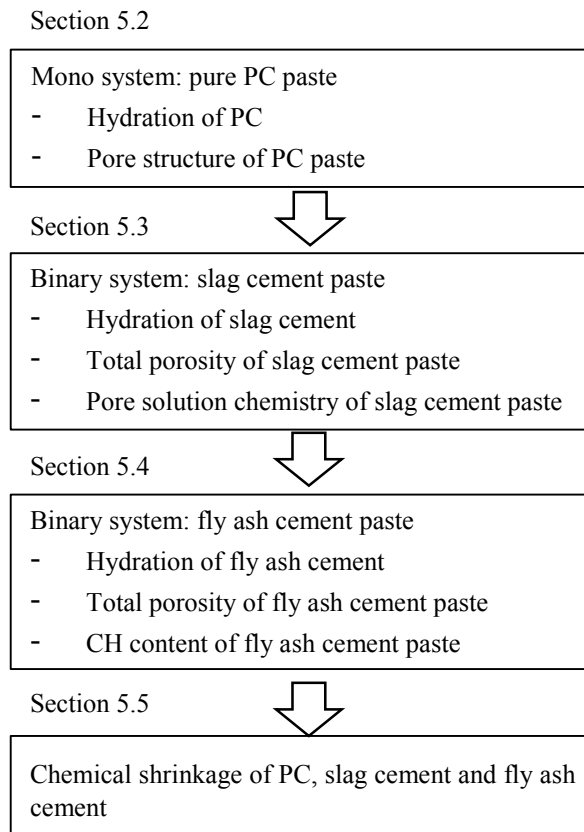 Section 5.2
Mono system: pure PC paste
- Hydration of PC
- Pore structure of PC paste
Section 5.3
Binary system: slag cement paste
- Hydration of slag cement
- Total porosity of slag cement paste
- Pore solution chemistry of slag cement paste
Section 5.4
Binary system: fly ash cement paste
- Hydration of fly ash cement
- Total porosity of fly ash cement paste
- CH content of fly ash cement paste
Section 5.5
Chemical shrinkage of PC, slag cement and fly ash
cement